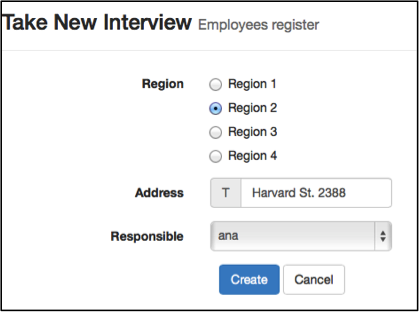 Take New Interview Employees register
Region Region 1
Region 2
Region 3
Region 4
Address T Harvard St. 2388
Responsible ana
Create Cancel